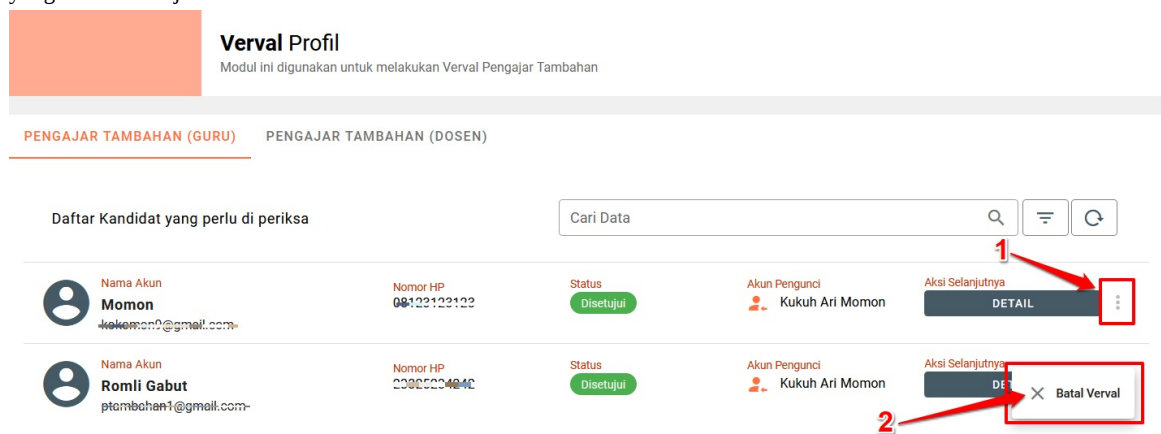 Verval Profil
Modul ini digunakan untuk melakukan Verval Pengajar Tambahan
PENGAJAR TAMBAHAN (GURU) PENGAJAR TAMBAHAN (DOSEN)
Daftar Kandidat yang perlu di periksa Cari Data
1
Nama Akun Nomor HP Status Akun Pengunci Aksi Selanjutnya
Momon Disetujui Kukuh Ari Momon DETAIL
Nama Akun Nomor HP Status Akun Pengunci Aksi Selanjutnya
Romli Gabut Disetujui Kukuh Ari Momon Batal Verval
ptambahan1@gmail.com
2